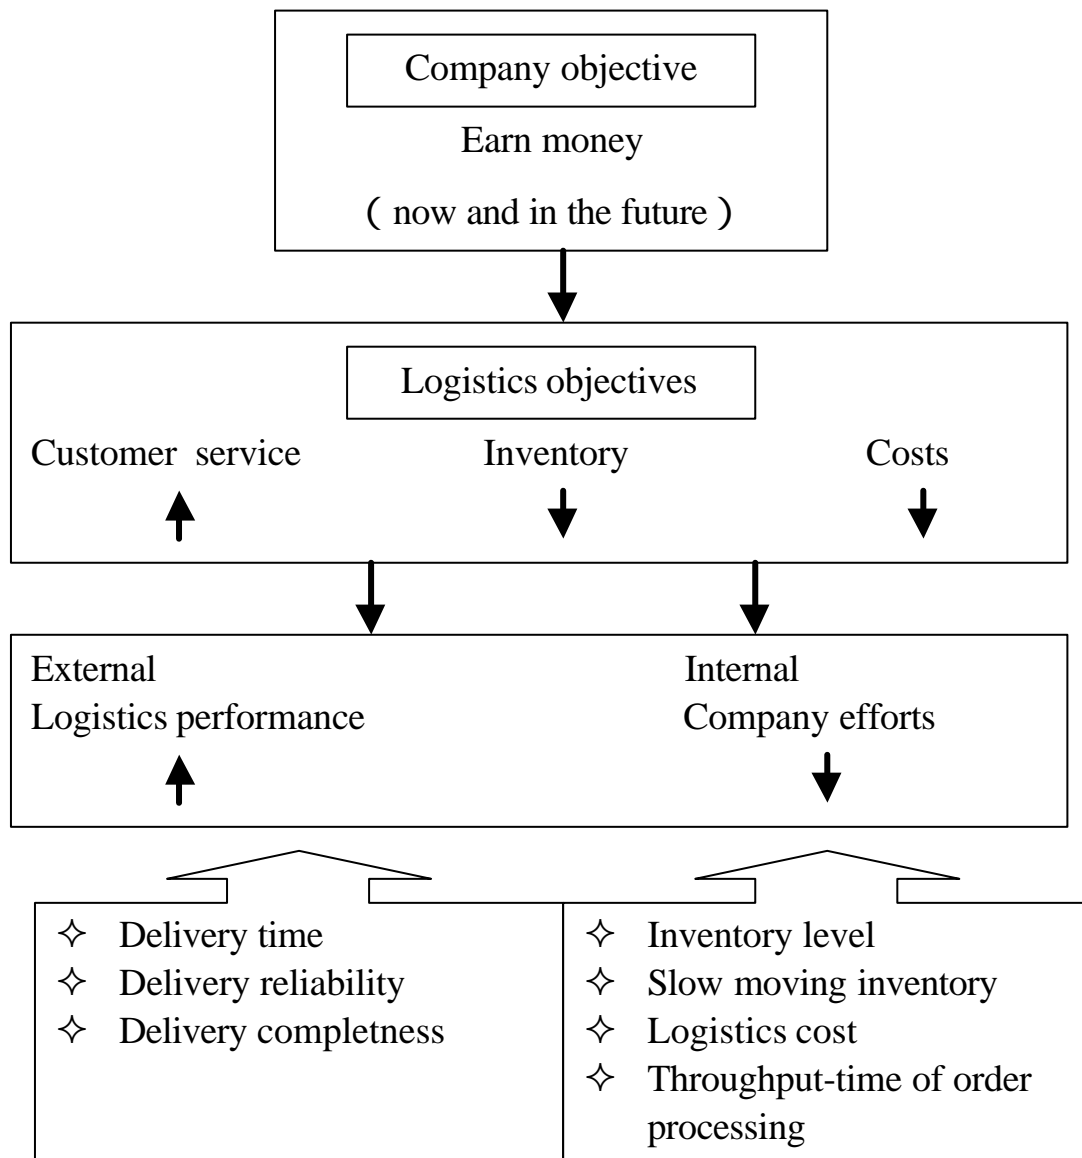 Company objective
Earn money
( now and in the future )
Logistics objectives
Customer service
Inventory
Costs
External
Logistics performance
Internal
Company efforts
Delivery time
Delivery reliability
Delivery completness
Inventory level
Slow moving inventory
Logistics cost
Throughput-time of order
processing